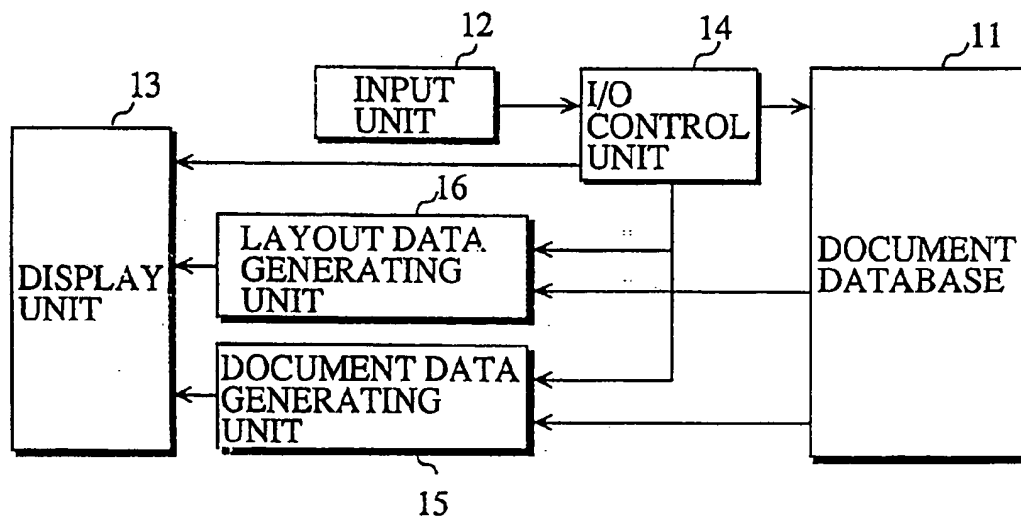 12
14
11
13
INPUT
UNIT
I/O
CONTROL
UNIT
16
LAYOUT DATA
GENERATING
UNIT
DISPLAY
UNIT
DOCUMENT
DATABASE
DOCUMENT DATA
GENERATING
UNIT
15